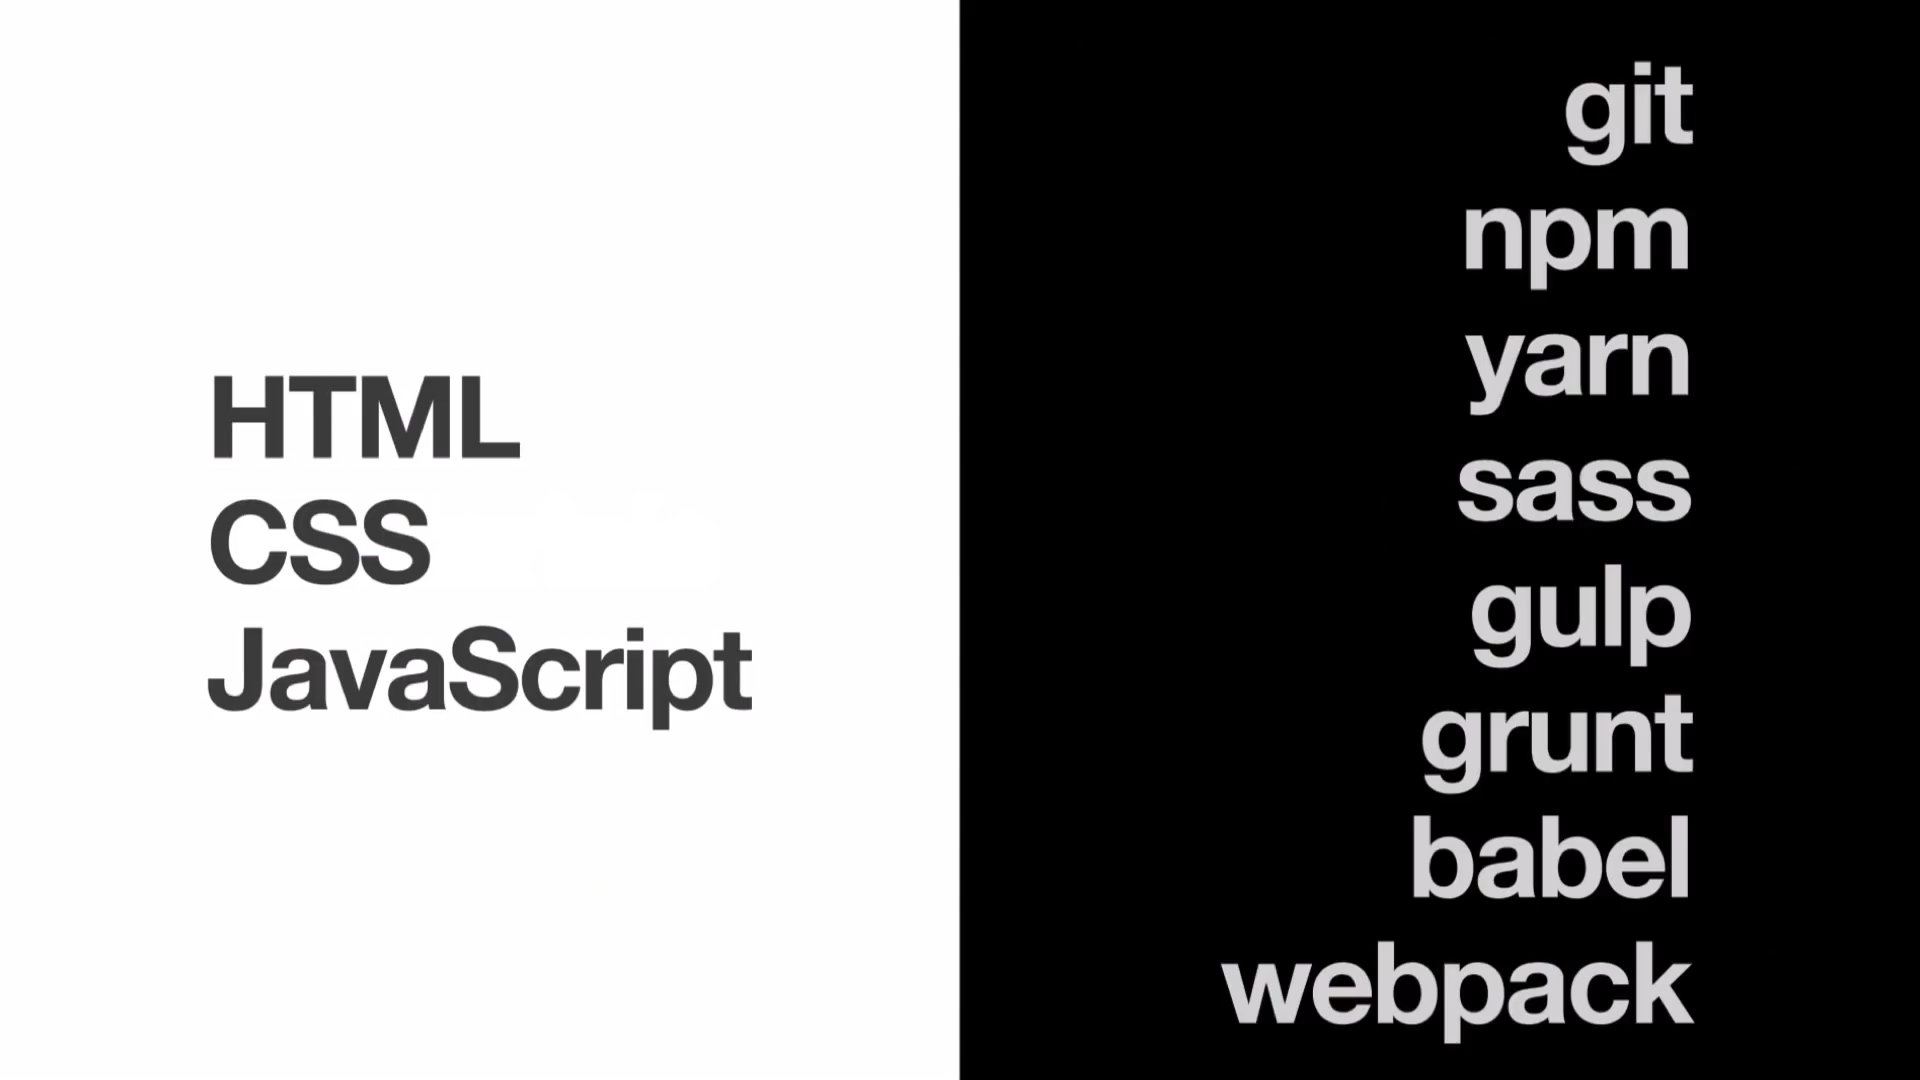 HTML
CSS
JavaScript
git
npm
yarn
sass
gulp
grunt
babel
webpack